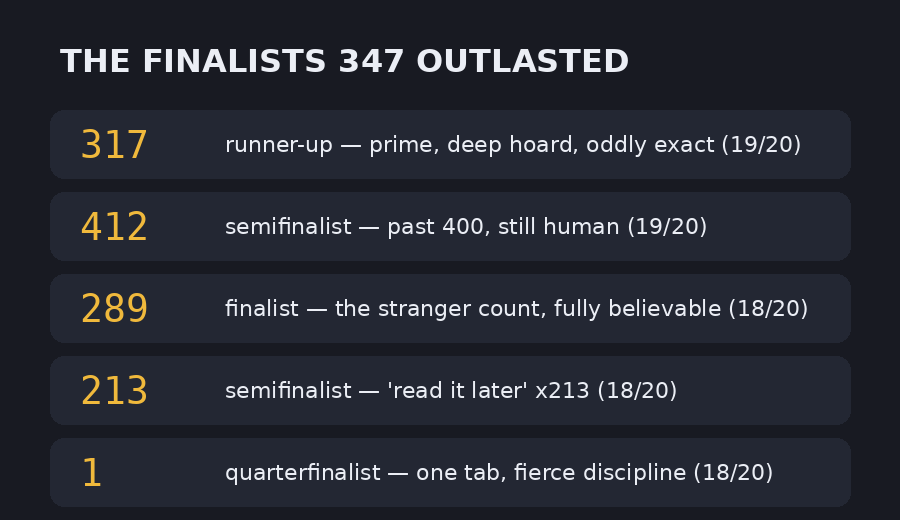 THE FINALISTS 347 OUTLASTED
317 runner-up — prime, deep hoard, oddly exact (19/20)
412 semifinalist — past 400, still human (19/20)
289 finalist — the stranger count, fully believable (18/20)
213 semifinalist — 'read it later' x213 (18/20)
1 quarterfinalist — one tab, fierce discipline (18/20)